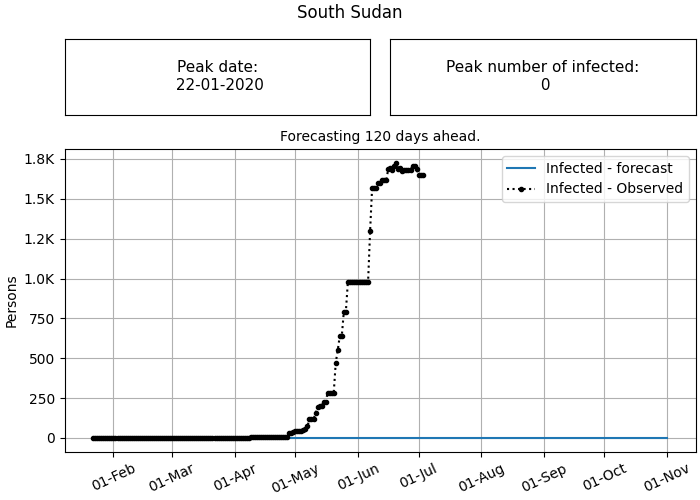 South Sudan
Peak date:
22-01-2020
Peak number of infected:
0
Forecasting 120 days ahead.
Infected - forecast
Infected - Observed
Persons
1.8K
1.5K
1.2K
1.0K
750
500
250
0
01-Feb
01-Mar
01-Apr
01-May
01-Jun
01-Jul
01-Aug
01-Sep
01-Oct
01-Nov